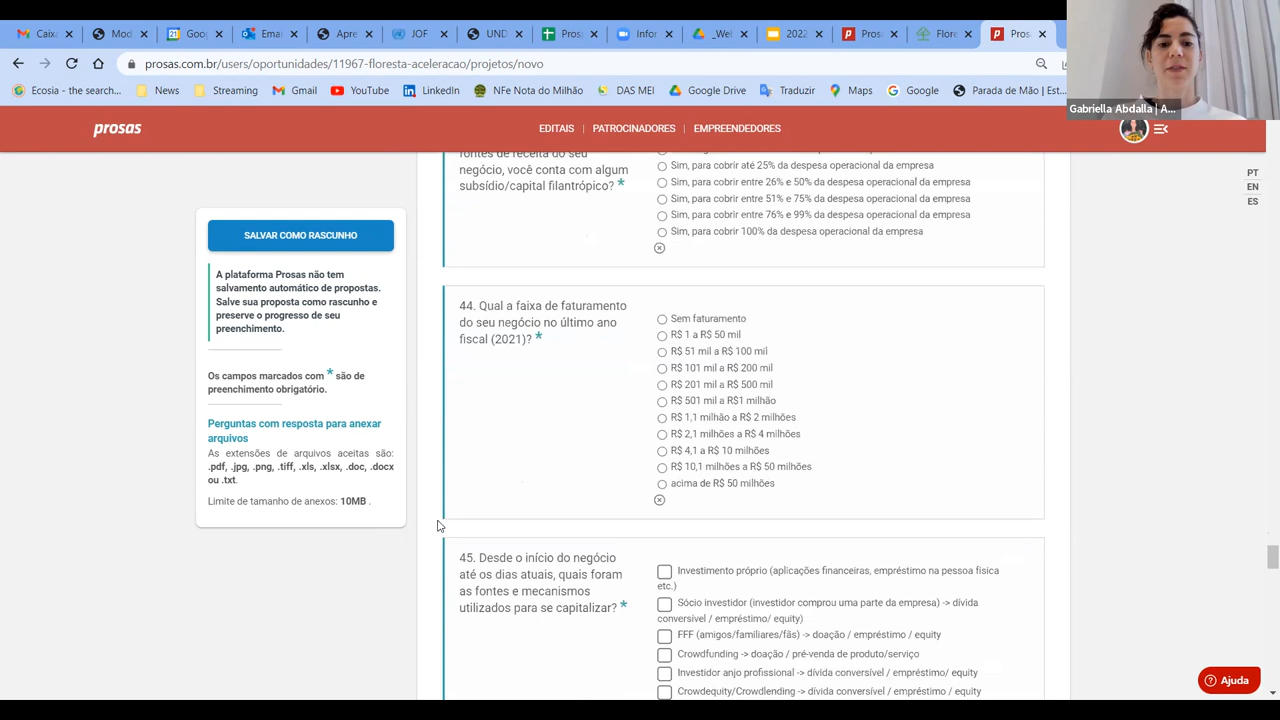 Caixa
Mod
Goo
Emai
Apre
JOF
UND
Pros
Infor
_Wel
2022
Pros
Flore
Pros
prosas.com.br/users/oportunidades/11967-floresta-aceleracao/projetos/novo
Ecosia - the search...
News
Streaming
Gmail
YouTube
LinkedIn
NFe Nota do Milhão
DAS MEI
Google Drive
Traduzir
Maps
Google
Parada de Mão | Est
Gabriella Abdalla | A...
prosas
EDITAIS | PATROCINADORES | EMPREENDEDORES
PT
EN
ES
SALVAR COMO RASCUNHO
A plataforma Prosas não tem
salvamento automático de propostas.
Salve sua proposta como rascunho e
preserve o progresso de seu
preenchimento.
Os campos marcados com * são de
preenchimento obrigatório.
Perguntas com resposta para anexar
arquivos
As extensões de arquivos aceitas são:
.pdf, .jpg, .png, .tiff, .xls, .xlsx, .doc, .docx
ou .txt.
Limite de tamanho de anexos: 10MB .
fontes de receita do seu
negócio, você conta com algum
subsídio/capital filantrópico? *
Sim, para cobrir até 25% da despesa operacional da empresa
Sim, para cobrir entre 26% e 50% da despesa operacional da empresa
Sim, para cobrir entre 51% e 75% da despesa operacional da empresa
Sim, para cobrir entre 76% e 99% da despesa operacional da empresa
Sim, para cobrir 100% da despesa operacional da empresa
44. Qual a faixa de faturamento
do seu negócio no último ano
fiscal (2021)? *
Sem faturamento
R$ 1 a R$ 50 mil
R$ 51 mil a R$ 100 mil
R$ 101 mil a R$ 200 mil
R$ 201 mil a R$ 500 mil
R$ 501 mil a R$1 milhão
R$ 1,1 milhão a R$ 2 milhões
R$ 2,1 milhões a R$ 4 milhões
R$ 4,1 a R$ 10 milhões
R$ 10,1 milhões a R$ 50 milhões
acima de R$ 50 milhões
45. Desde o início do negócio
até os dias atuais, quais foram
as fontes e mecanismos
utilizados para se capitalizar? *
Investimento próprio (aplicações financeiras, empréstimo na pessoa física
etc.)
Sócio investidor (investidor comprou uma parte da empresa) -> dívida
conversível / empréstimo/ equity)
FFF (amigos/familiares/fãs) -> doação / empréstimo / equity
Crowdfunding -> doação / pré-venda de produto/serviço
Investidor anjo profissional -> dívida conversível / empréstimo/ equity
Crowdequity/Crowdlending -> dívida conversível / empréstimo / equity
Ajuda